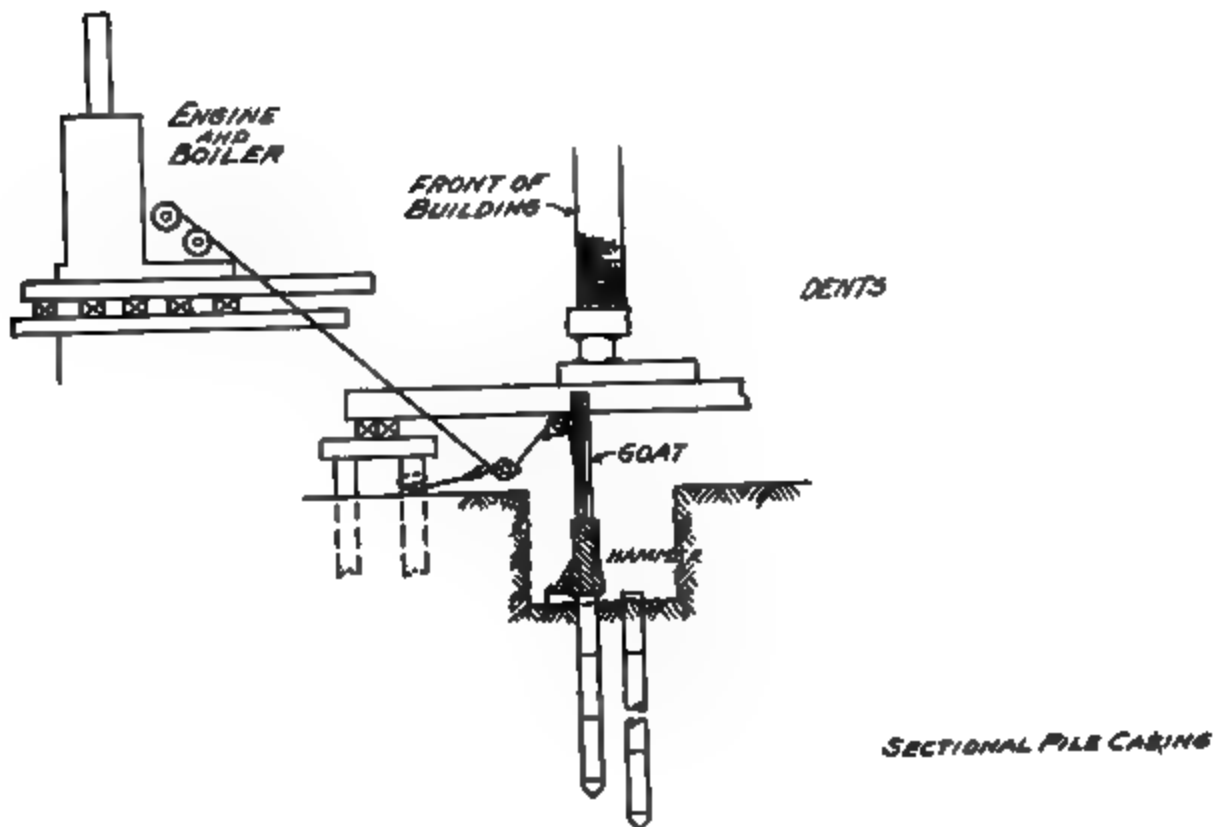 ENGINE
AND
BOILER
FRONT OF
BUILDING
DENTS
GOAT
HAMMER
SECTIONAL PILE CASING